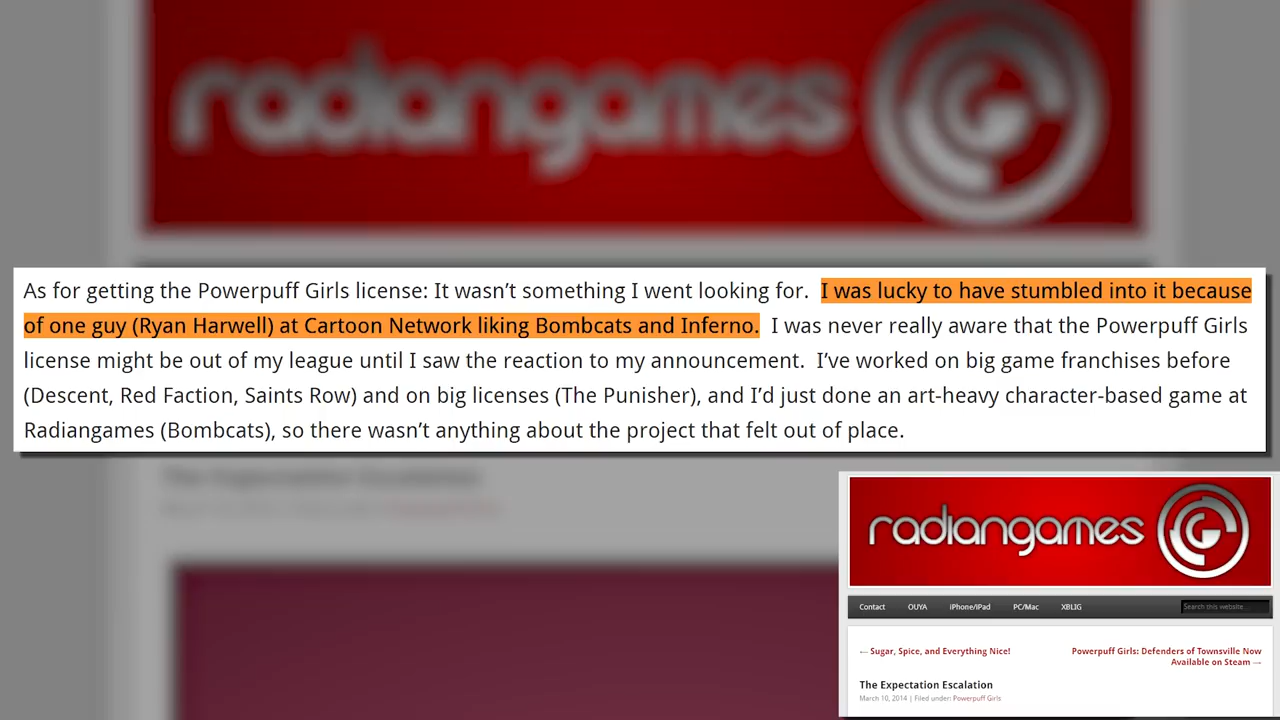 radiangames
As for getting the Powerpuff Girls license: It wasn’t something I went looking for.  I was lucky to have stumbled into it because
of one guy (Ryan Harwell) at Cartoon Network liking Bombcats and Inferno.  I was never really aware that the Powerpuff Girls
license might be out of my league until I saw the reaction to my announcement.  I’ve worked on big game franchises before
(Descent, Red Faction, Saints Row) and on big licenses (The Punisher), and I’d just done an art-heavy character-based game at
Radiangames (Bombcats), so there wasn’t anything about the project that felt out of place.
The Expectation Escalation
radiangames
Contact OUYA iPhone/iPad PC/Mac XBLIG Search this website...
← Sugar, Spice, and Everything Nice!
Powerpuff Girls: Defenders of Townsville Now
Available on Steam →
The Expectation Escalation
March 10, 2014 | Filed under: Powerpuff Girls